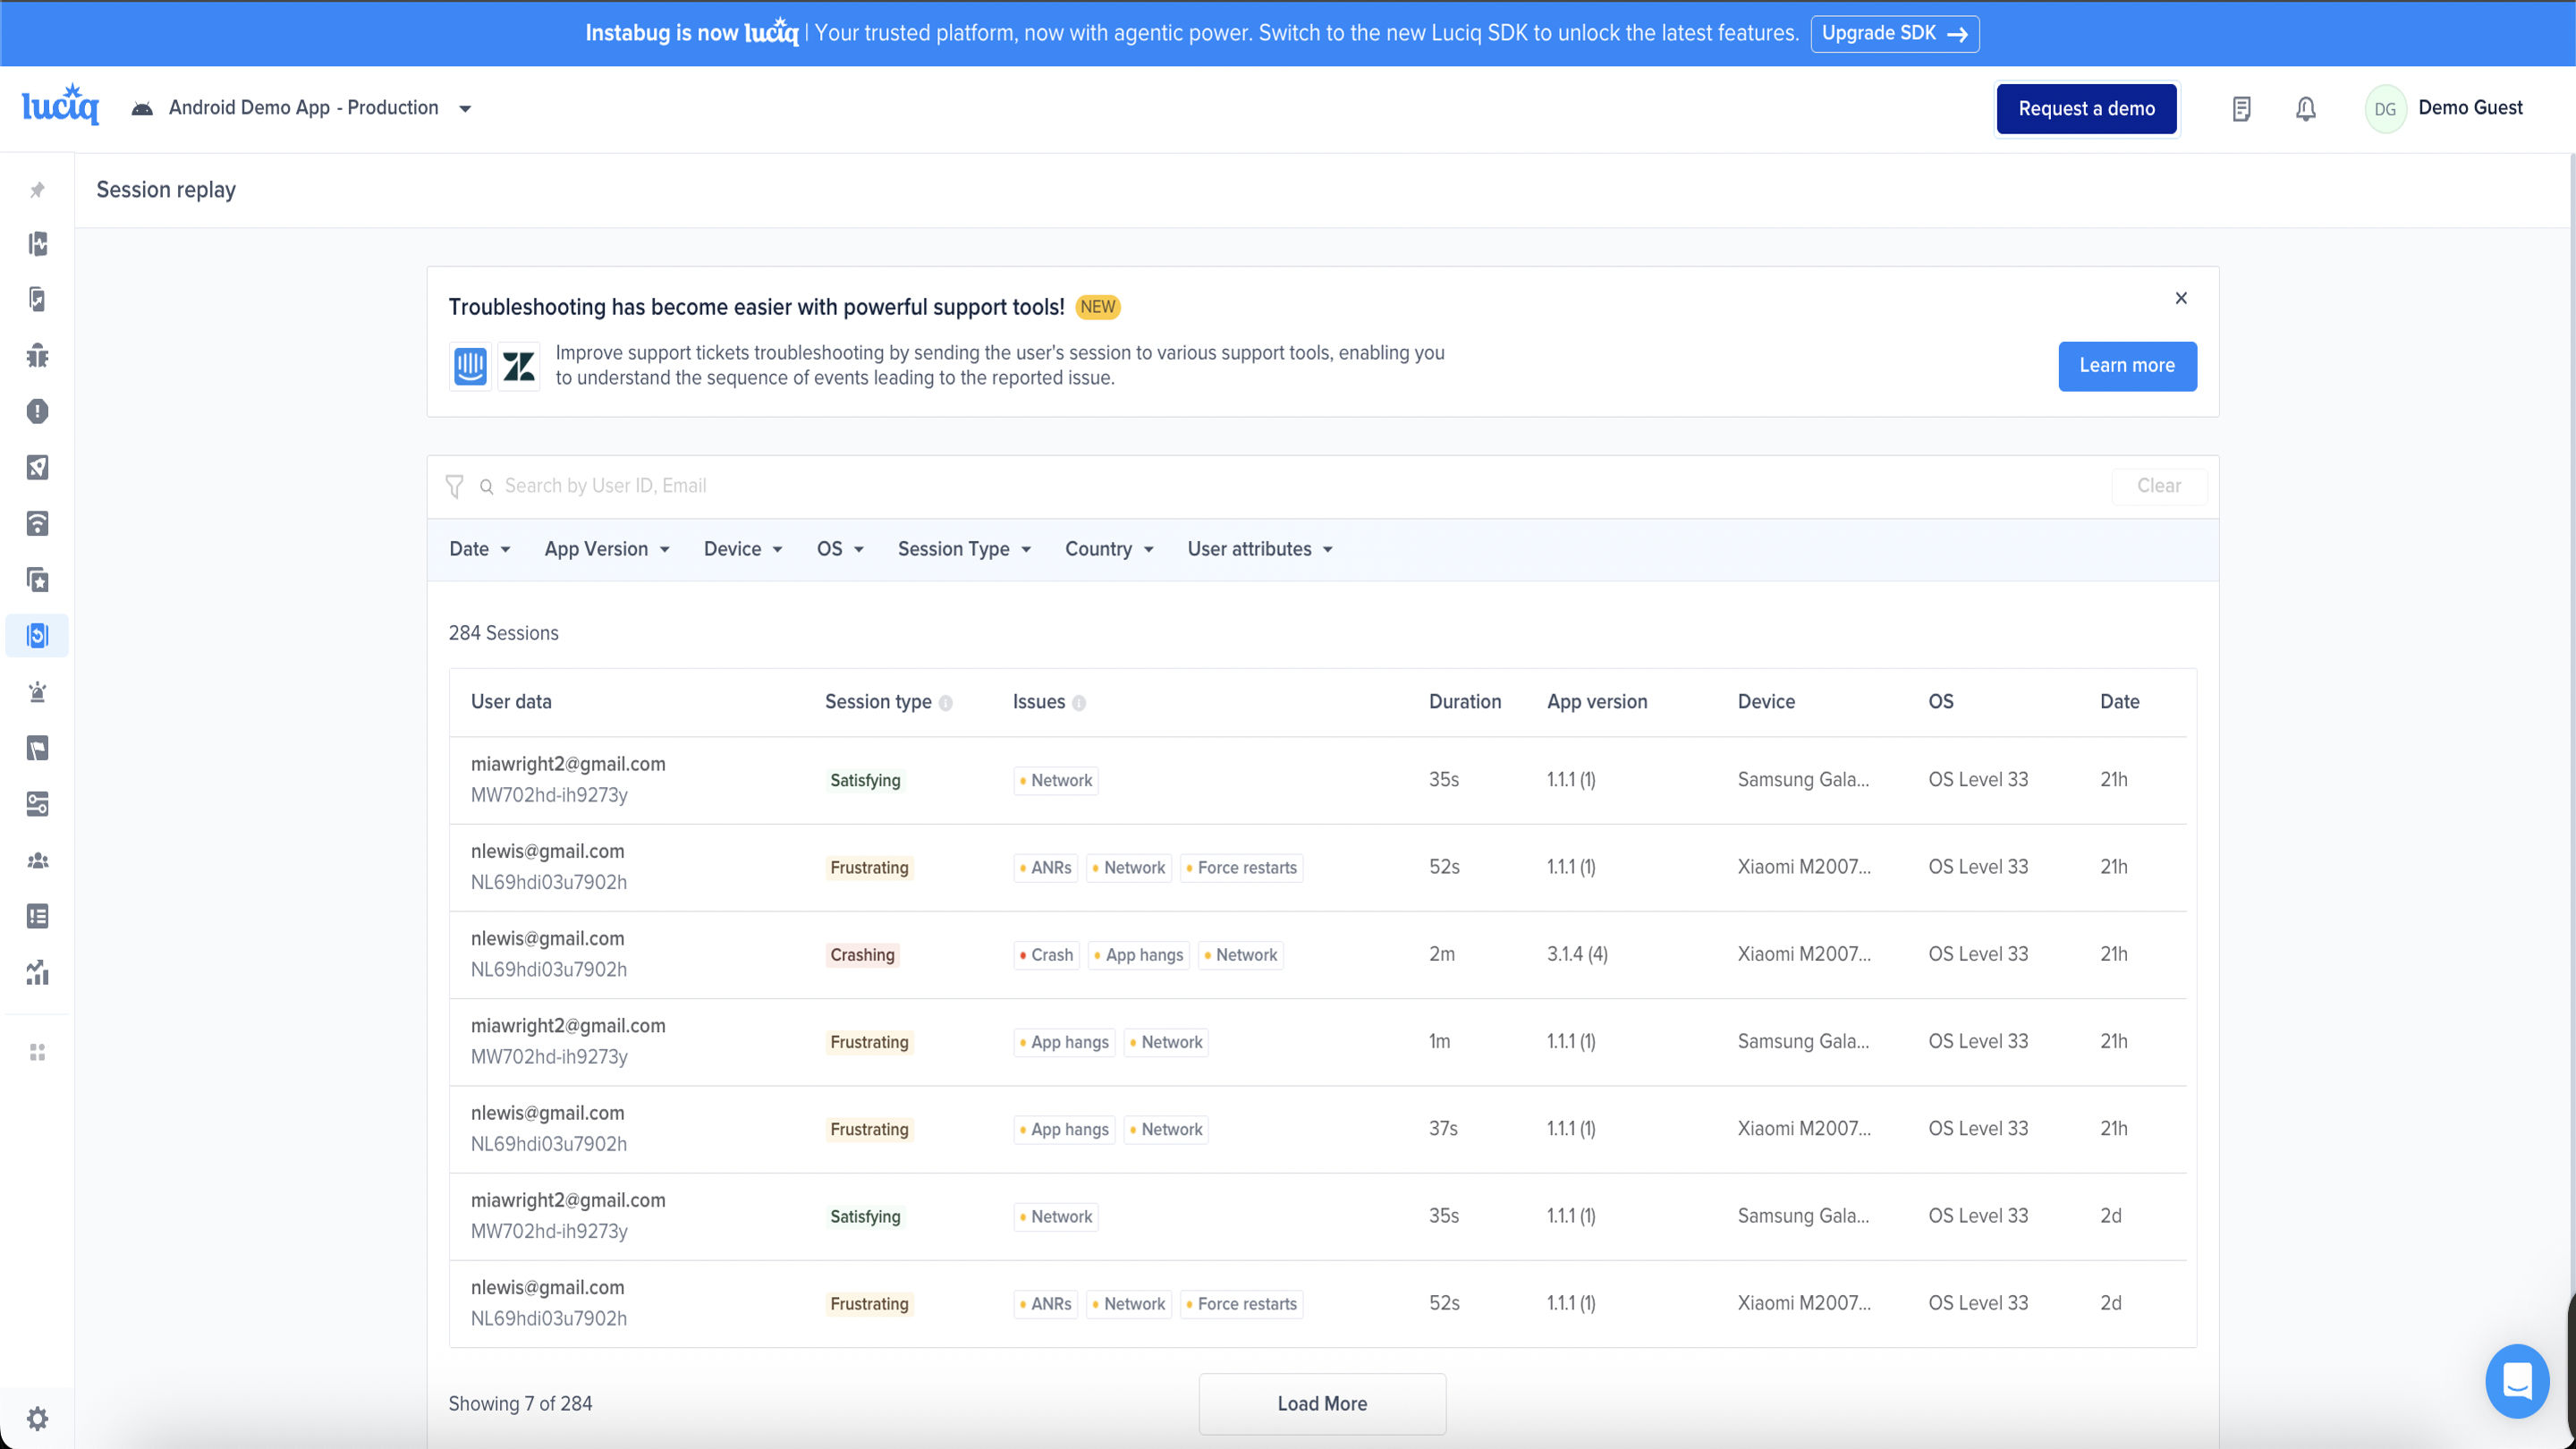 Instabug is now luciq | Your trusted platform, now with agentic power. Switch to the new Luciq SDK to unlock the latest features. Upgrade SDK →
luciq Android Demo App - Production Request a demo DG Demo Guest
Session replay
Troubleshooting has become easier with powerful support tools! NEW
Improve support tickets troubleshooting by sending the user's session to various support tools, enabling you
to understand the sequence of events leading to the reported issue.
Learn more
Search by User ID, Email Clear
Date App Version Device OS Session Type Country User attributes
284 Sessions
User data Session type Issues Duration App version Device OS Date
miawright2@gmail.com
MW702hd-ih9273y
Satisfying Network 35s 1.1.1 (1) Samsung Gala... OS Level 33 21h
nlewis@gmail.com
NL69hdi03u7902h
Frustrating ANRs Network Force restarts 52s 1.1.1 (1) Xiaomi M2007... OS Level 33 21h
nlewis@gmail.com
NL69hdi03u7902h
Crashing Crash App hangs Network 2m 3.1.4 (4) Xiaomi M2007... OS Level 33 21h
miawright2@gmail.com
MW702hd-ih9273y
Frustrating App hangs Network 1m 1.1.1 (1) Samsung Gala... OS Level 33 21h
nlewis@gmail.com
NL69hdi03u7902h
Frustrating App hangs Network 37s 1.1.1 (1) Xiaomi M2007... OS Level 33 21h
miawright2@gmail.com
MW702hd-ih9273y
Satisfying Network 35s 1.1.1 (1) Samsung Gala... OS Level 33 2d
nlewis@gmail.com
NL69hdi03u7902h
Frustrating ANRs Network Force restarts 52s 1.1.1 (1) Xiaomi M2007... OS Level 33 2d
Showing 7 of 284 Load More